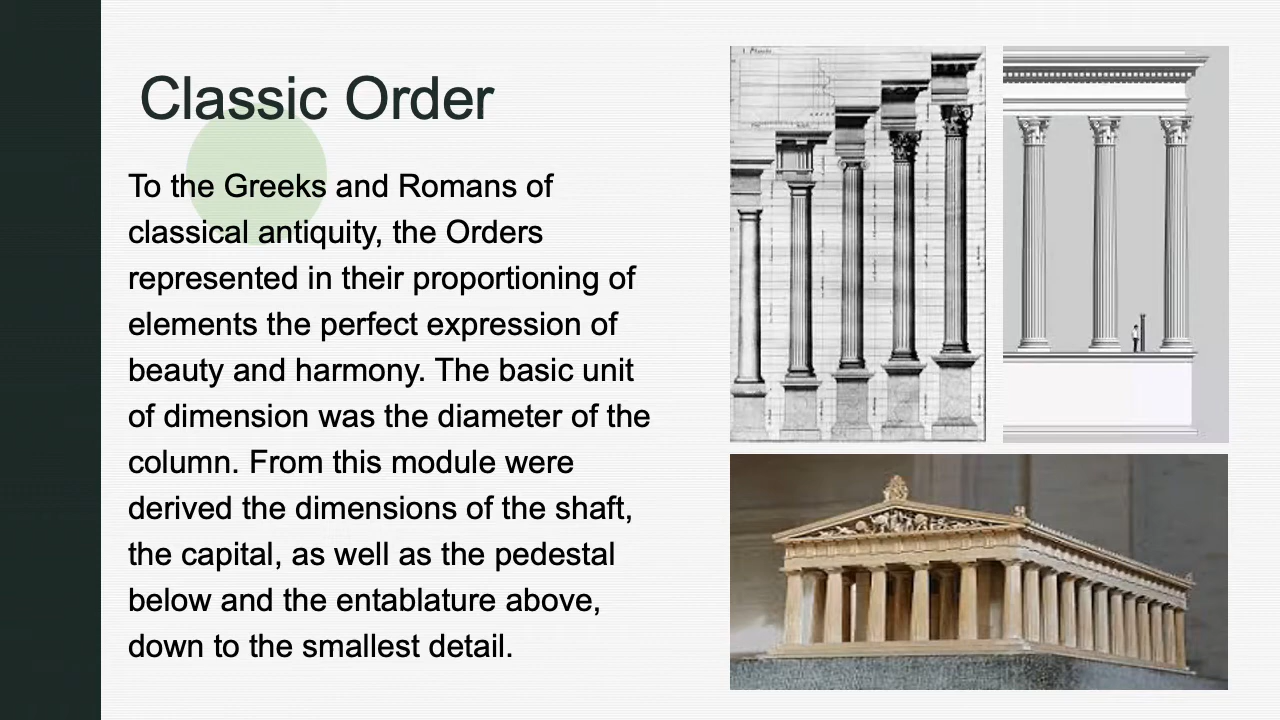 Classic Order
To the Greeks and Romans of
classical antiquity, the Orders
represented in their proportioning of
elements the perfect expression of
beauty and harmony. The basic unit
of dimension was the diameter of the
column. From this module were
derived the dimensions of the shaft,
the capital, as well as the pedestal
below and the entablature above,
down to the smallest detail.